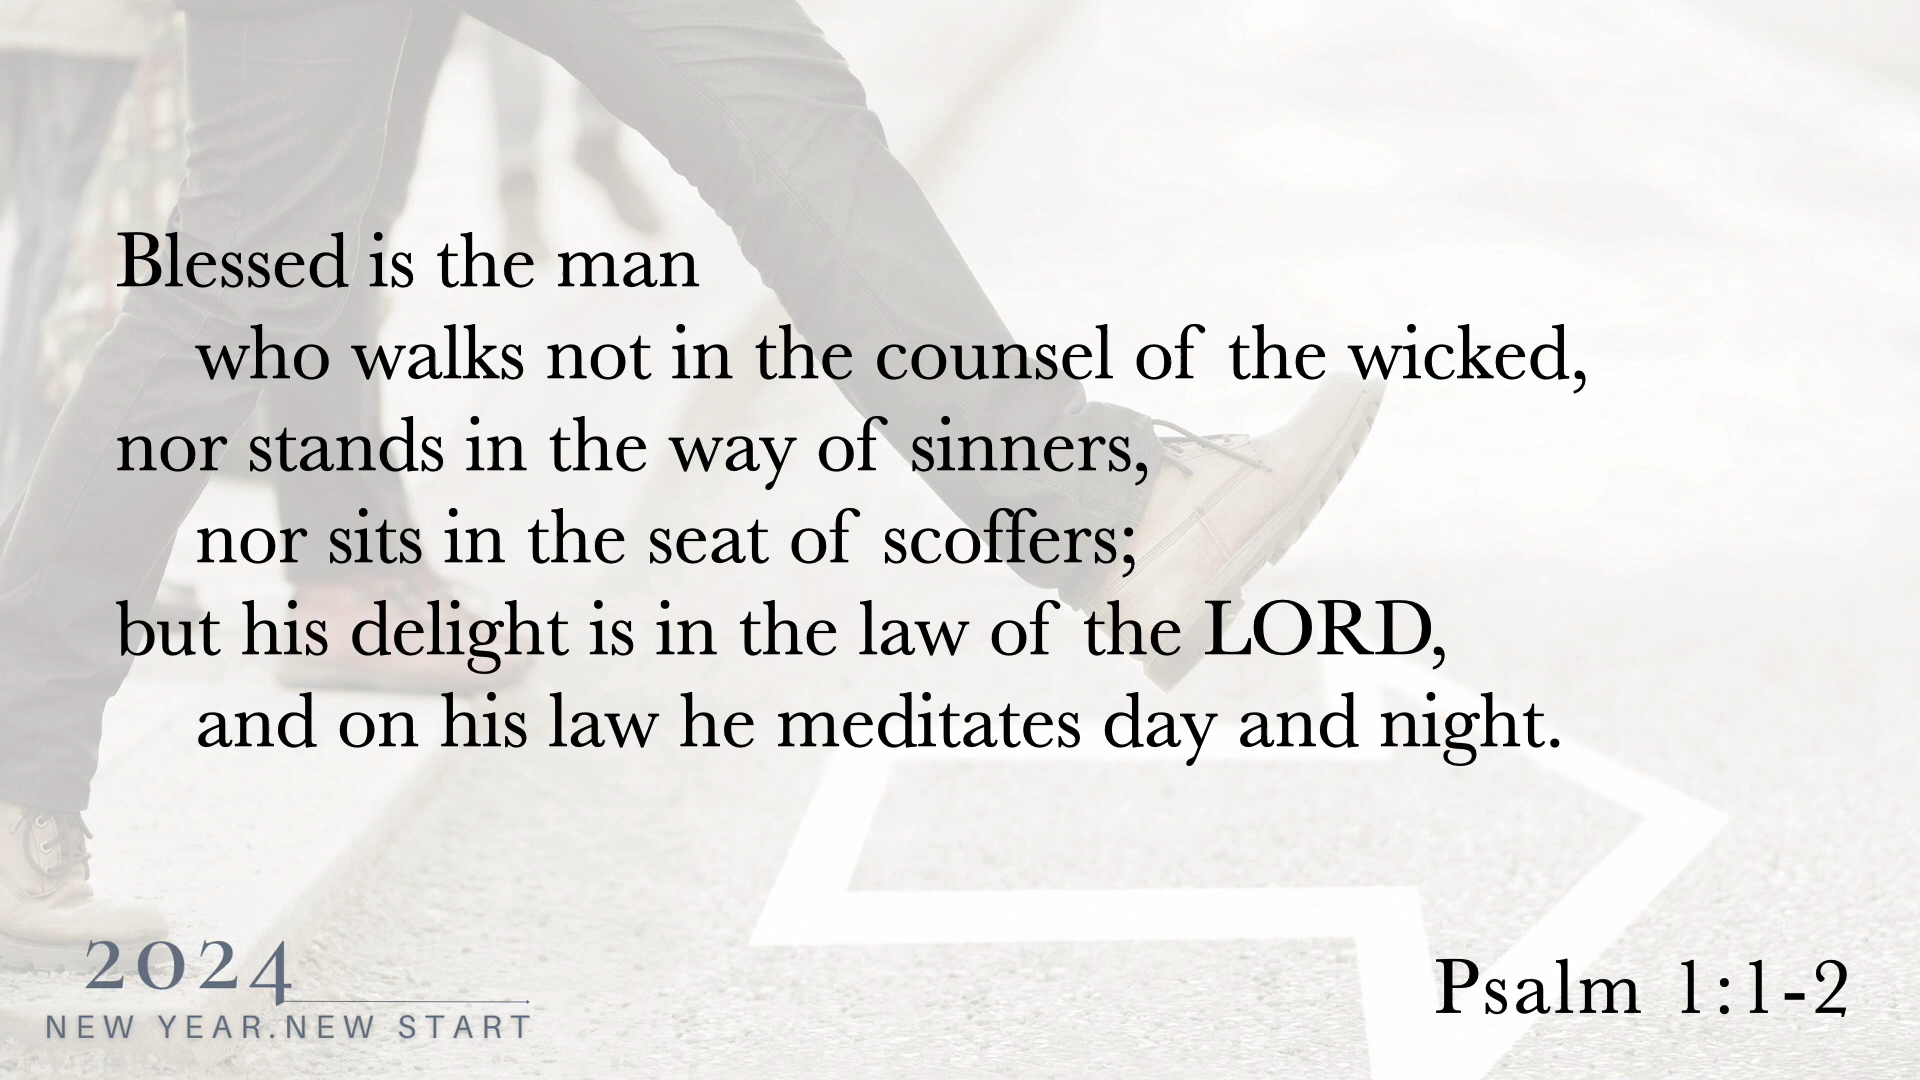 Blessed is the man
who walks not in the counsel of the wicked,
nor stands in the way of sinners,
nor sits in the seat of scoffers;
but his delight is in the law of the LORD,
and on his law he meditates day and night.
2024
NEW YEAR.NEW START
Psalm 1:1-2